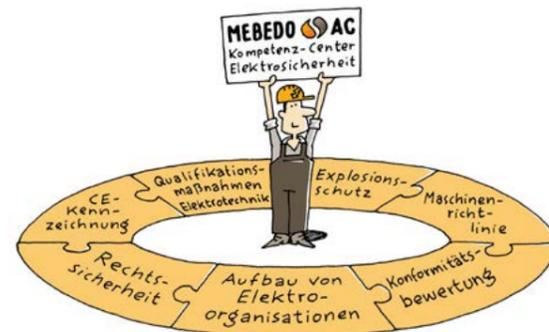 MEBEDO AG
Kompetenz-Center
Elektrosicherheit
CE-
Kenn-
zeichnung
Qualifikations-
maßnahmen
Elektrotechnik
Explosions-
schutz
Maschinen-
richt-
linie
Konformitäts-
bewertung
Aufbau von
Elektro-
organisationen
Rechts-
sicherheit